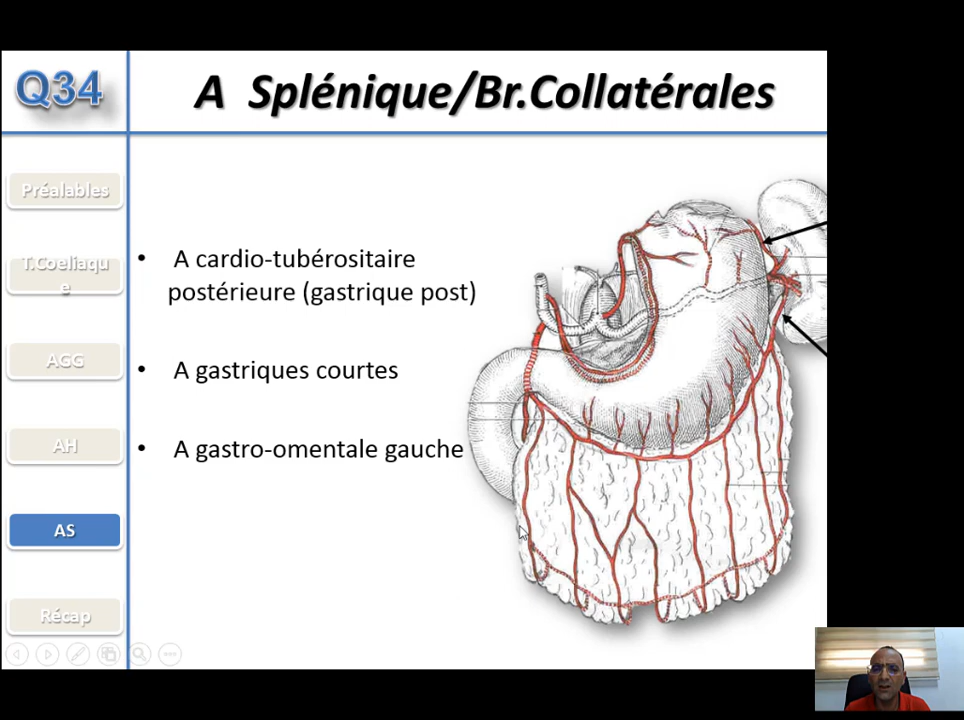 Q34
A Splénique/Br.Collatérales
Préalables
T.Coeliaqu
e
AGG
AH
AS
Récap
• A cardio-tubérositaire
postérieure (gastrique post)
• A gastriques courtes
• A gastro-omentale gauche